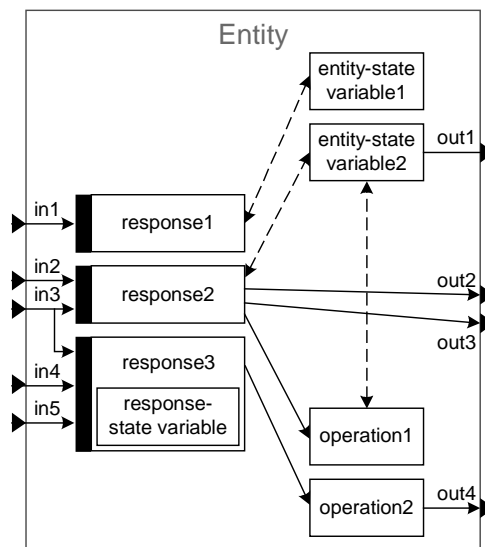 Entity
entity-state
variable1
entity-state
variable2
out1
in1
response1
in2
response2
in3
out2
out3
response3
in4
response-
state variable
in5
operation1
operation2
out4